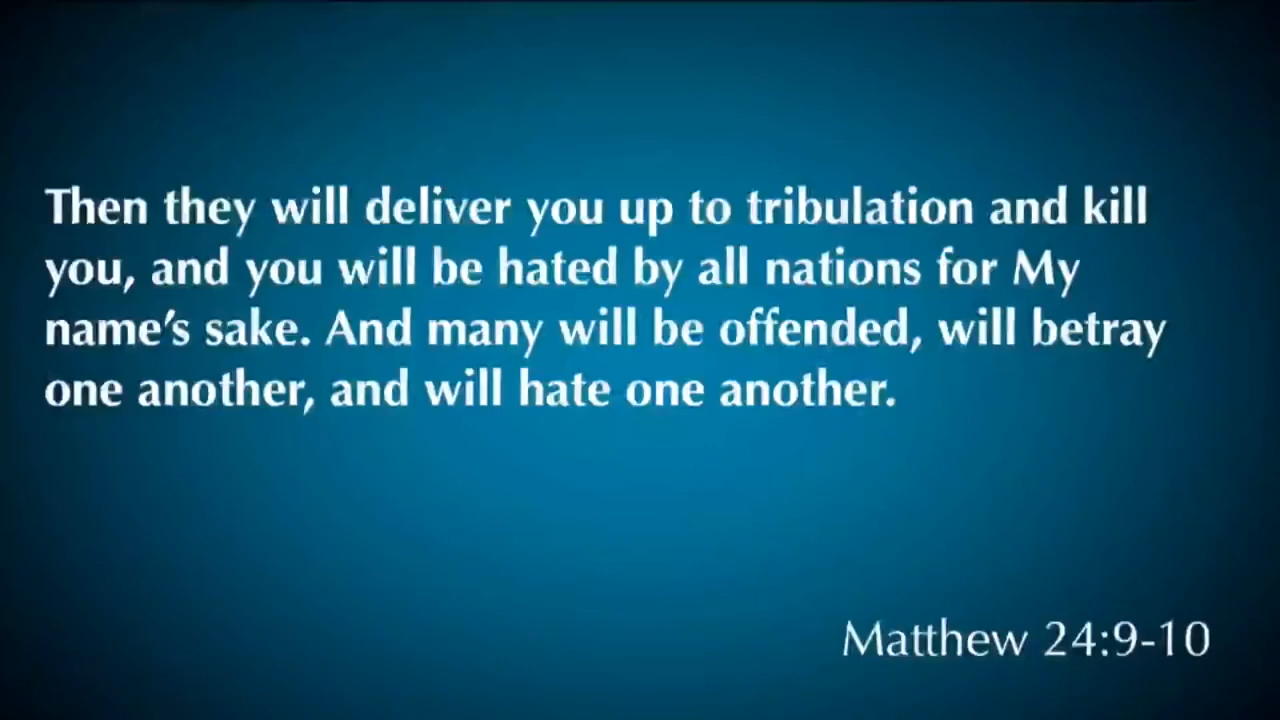 Then they will deliver you up to tribulation and kill
you, and you will be hated by all nations for My
name’s sake. And many will be offended, will betray
one another, and will hate one another.
Matthew 24:9-10